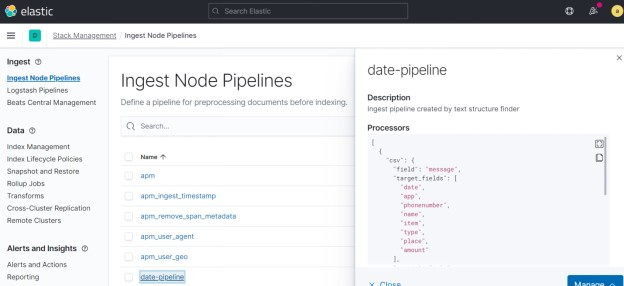 elastic
Search Elastic
a
D
Stack Management / Ingest Node Pipelines
Ingest
Ingest Node Pipelines
Logstash Pipelines
Beats Central Management
Data
Index Management
Index Lifecycle Policies
Snapshot and Restore
Rollup Jobs
Transforms
Cross-Cluster Replication
Remote Clusters
Alerts and Insights
Alerts and Actions
Reporting
Ingest Node Pipelines
Define a pipeline for preprocessing documents before indexing.
Search...
Name ↑
apm
apm_ingest_timestamp
apm_remove_span_metadata
apm_user_agent
apm_user_geo
date-pipeline
date-pipeline
Description
Ingest pipeline created by text structure finder
Processors
[
{
"csv": {
"field": "message",
"target_fields": [
"date",
"app",
"phonenumber",
"name",
"item",
"type",
"place",
"amount"
],
× Close
Manage